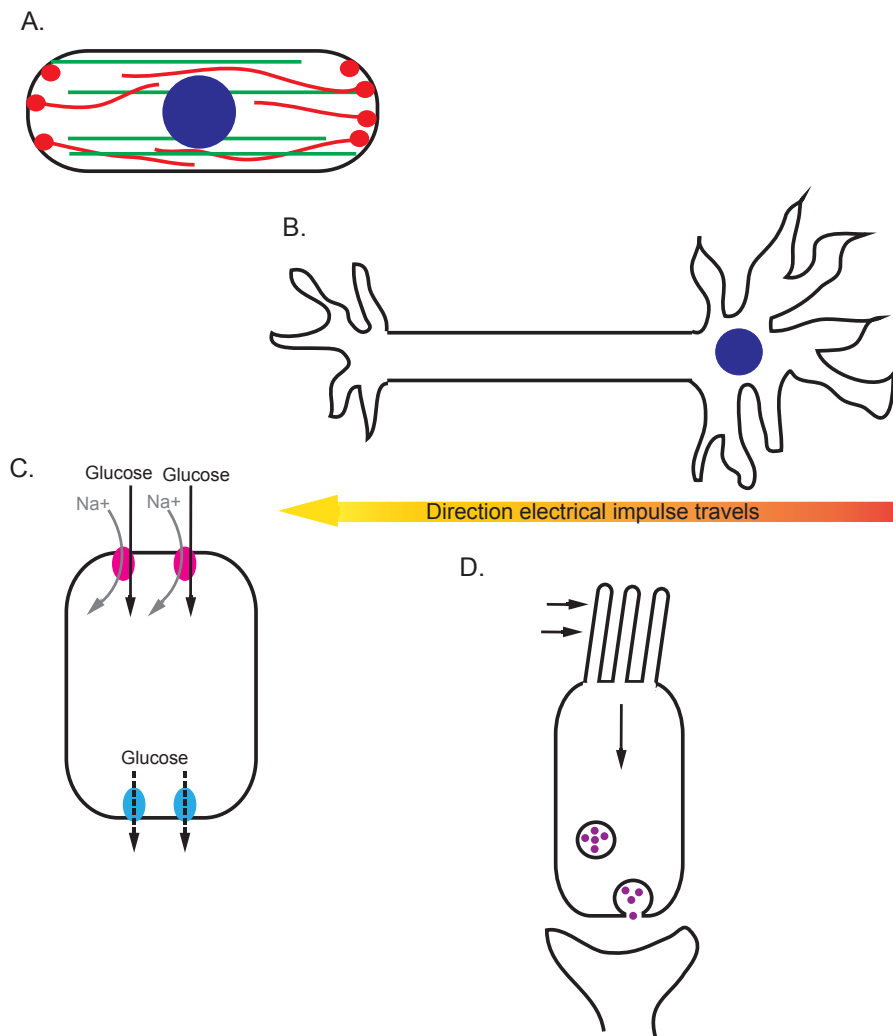 A.
B.
C.
Glucose Glucose
Na+ Na+
Direction electrical impulse travels
D.
Glucose